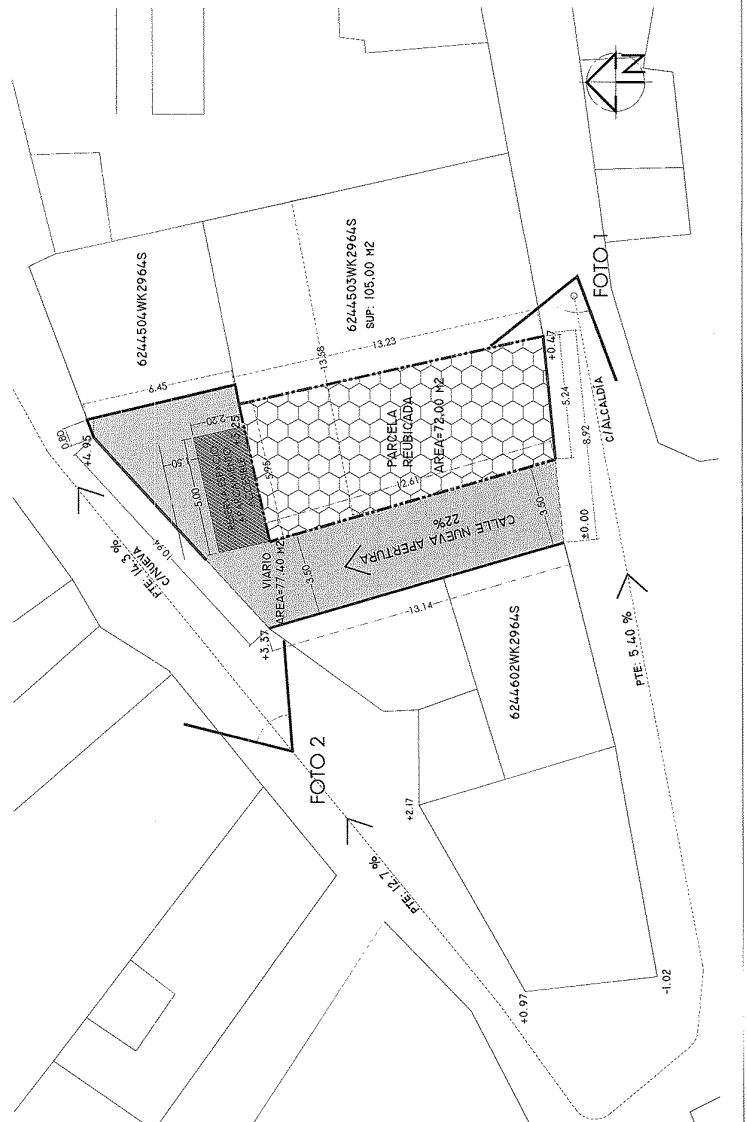 N
6244504WK2964S
6244503WK2964S
SUP: 105,00 M2
0.80
+4.95
6.45
13.58
13.23
PTE: 14,3 %
C/NUEVA
10.94
.50
5.00
2.20
5.95
PARCELA
REUBICADA
AREA=72,00 M2
12.61
+0.47
5.24
8.92
FOTO 1
C/ALCALDÍA
VIARIO
AREA=77.40 M2
3.50
CALLE NUEVA APERTURA
22%
3.50
±0.00
+3.37
13.14
FOTO 2
6244602WK2964S
PTE: 5.40 %
+2.17
PTE: 12.7 %
+0.97
-1.02